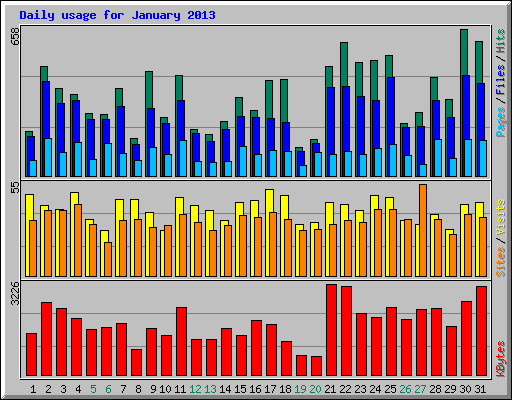 Daily usage for January 2013
658
Pages / Files / Hits
55
Sites / Visits
3226
KBytes
1 2 3 4 5 6 7 8 9 10 11 12 13 14 15 16 17 18 19 20 21 22 23 24 25 26 27 28 29 30 31